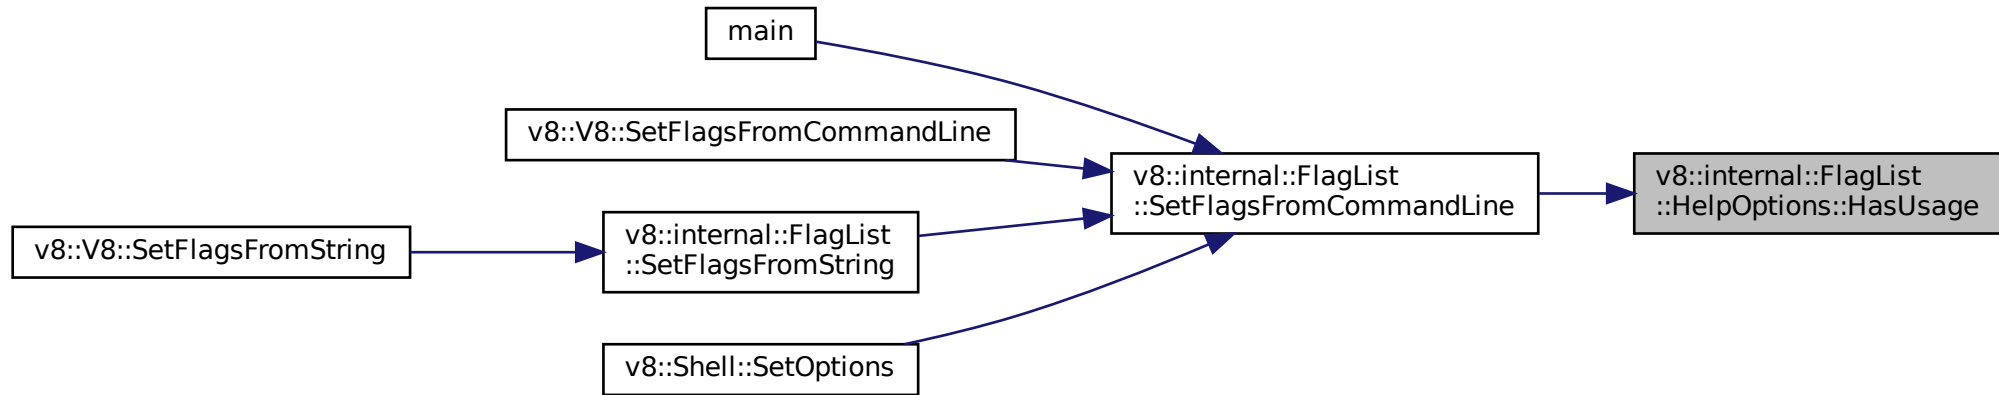 main
v8::V8::SetFlagsFromCommandLine
v8::internal::FlagList
::SetFlagsFromCommandLine
v8::internal::FlagList
::HelpOptions::HasUsage
v8::V8::SetFlagsFromString
v8::internal::FlagList
::SetFlagsFromString
v8::Shell::SetOptions